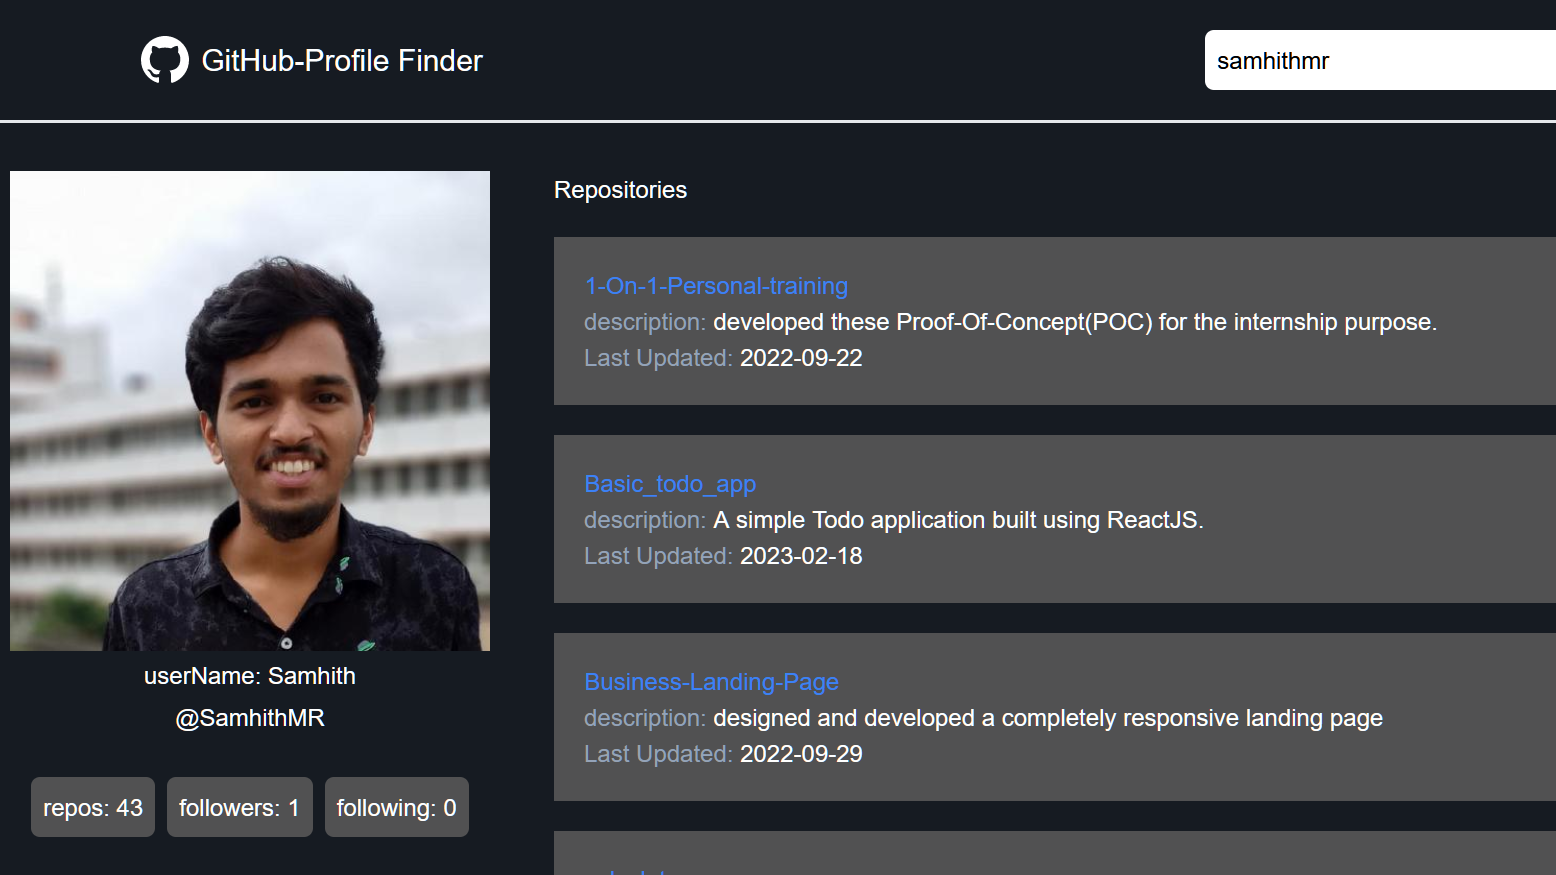 GitHub-Profile Finder
samhithmr
Repositories
1-On-1-Personal-training
description: developed these Proof-Of-Concept(POC) for the internship purpose.
Last Updated: 2022-09-22
Basic_todo_app
description: A simple Todo application built using ReactJS.
Last Updated: 2023-02-18
Business-Landing-Page
description: designed and developed a completely responsive landing page
Last Updated: 2022-09-29
userName: Samhith
@SamhithMR
repos: 43
followers: 1
following: 0